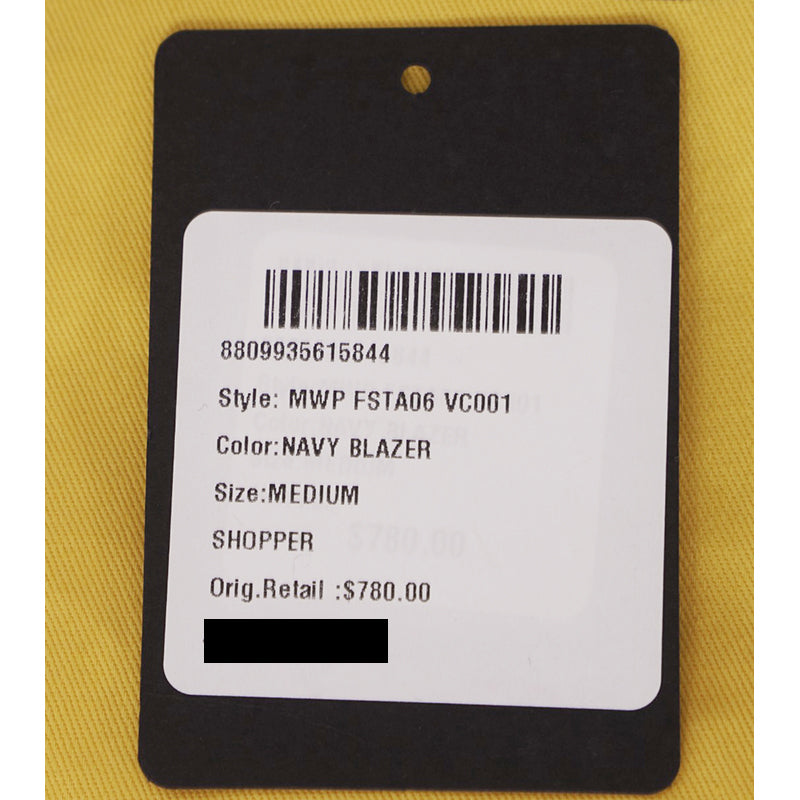 8809935615844
Style: MWP FSTA06 VC001
Color:NAVY BLAZER
Size:MEDIUM
SHOPPER
Orig.Retail :$780.00